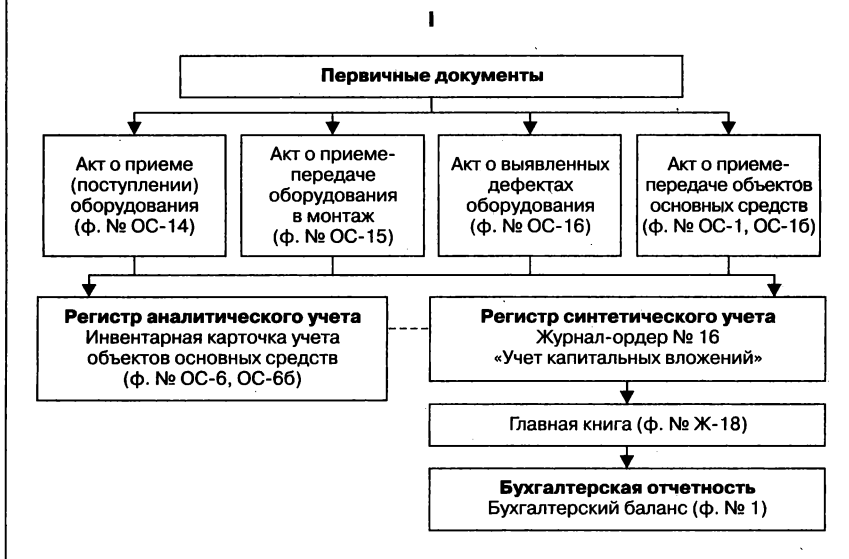 I
Первичные документы
Акт о приеме
(поступлении)
оборудования
(ф. № ОС-14)
Акт о приеме-
передаче
оборудования
в монтаж
(ф. № ОС-15)
Акт о выявленных
дефектах
оборудования
(ф. № ОС-16)
Акт о приеме-
передаче объектов
основных средств
(ф. № ОС-1, ОС-1б)
Регистр аналитического учета
Инвентарная карточка учета
объектов основных средств
(ф. № ОС-6, ОС-6б)
Регистр синтетического учета
Журнал-ордер № 16
«Учет капитальных вложений»
Главная книга (ф. № Ж-18)
Бухгалтерская отчетность
Бухгалтерский баланс (ф. № 1)